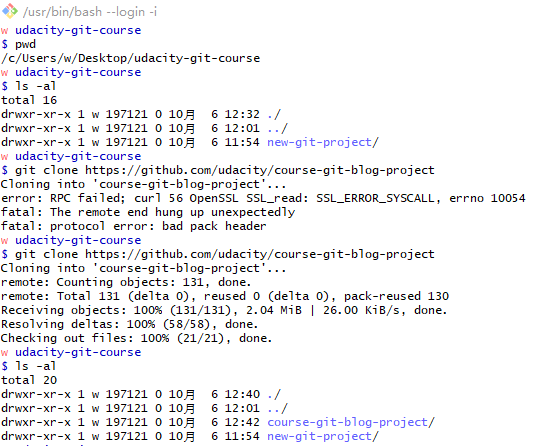 /usr/bin/bash --login -i
w udacity-git-course
$ pwd
/c/Users/w/Desktop/udacity-git-course
w udacity-git-course
$ ls -al
total 16
drwxr-xr-x 1 w 197121 0 10月  6 12:32 ./
drwxr-xr-x 1 w 197121 0 10月  6 12:01 ../
drwxr-xr-x 1 w 197121 0 10月  6 11:54 new-git-project/
w udacity-git-course
$ git clone https://github.com/udacity/course-git-blog-project
Cloning into 'course-git-blog-project'...
error: RPC failed; curl 56 OpenSSL SSL_read: SSL_ERROR_SYSCALL, errno 10054
fatal: The remote end hung up unexpectedly
fatal: protocol error: bad pack header
w udacity-git-course
$ git clone https://github.com/udacity/course-git-blog-project
Cloning into 'course-git-blog-project'...
remote: Counting objects: 131, done.
remote: Total 131 (delta 0), reused 0 (delta 0), pack-reused 130
Receiving objects: 100% (131/131), 2.04 MiB | 26.00 KiB/s, done.
Resolving deltas: 100% (58/58), done.
Checking out files: 100% (21/21), done.
w udacity-git-course
$ ls -al
total 20
drwxr-xr-x 1 w 197121 0 10月  6 12:40 ./
drwxr-xr-x 1 w 197121 0 10月  6 12:01 ../
drwxr-xr-x 1 w 197121 0 10月  6 12:42 course-git-blog-project/
drwxr-xr-x 1 w 197121 0 10月  6 11:54 new-git-project/